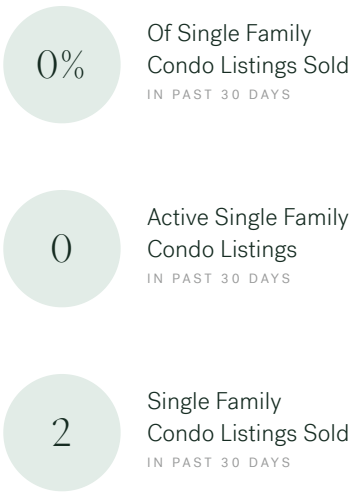 0%
Of Single Family
Condo Listings Sold
IN PAST 30 DAYS
0
Active Single Family
Condo Listings
IN PAST 30 DAYS
2
Single Family
Condo Listings Sold
IN PAST 30 DAYS